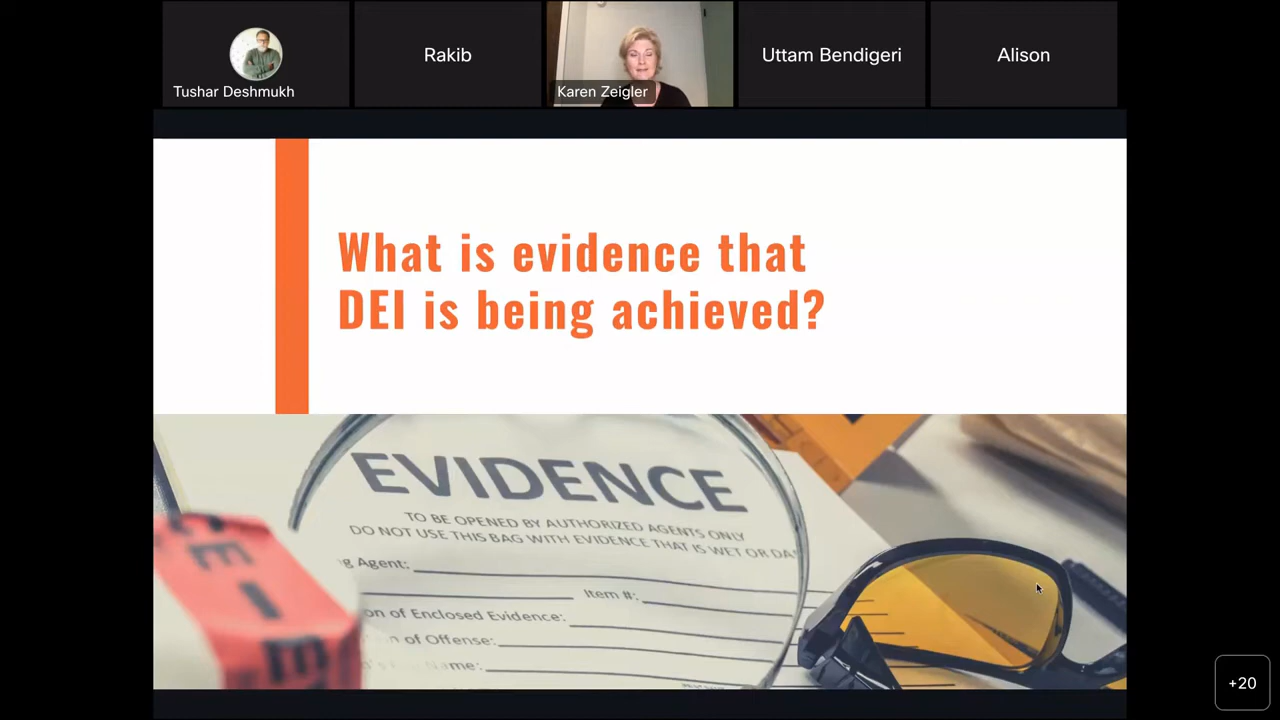 Tushar Deshmukh
Rakib
Karen Zeigler
Uttam Bendigeri
Alison
What is evidence that
DEI is being achieved?
EVIDENCE
TO BE OPENED BY AUTHORIZED AGENTS ONLY
DO NOT USE THIS BAG WITH EVIDENCE THAT IS WET OR DA
g Agent:
Item #:
on of Enclosed Evidence:
n of Offense:
Name:
+20